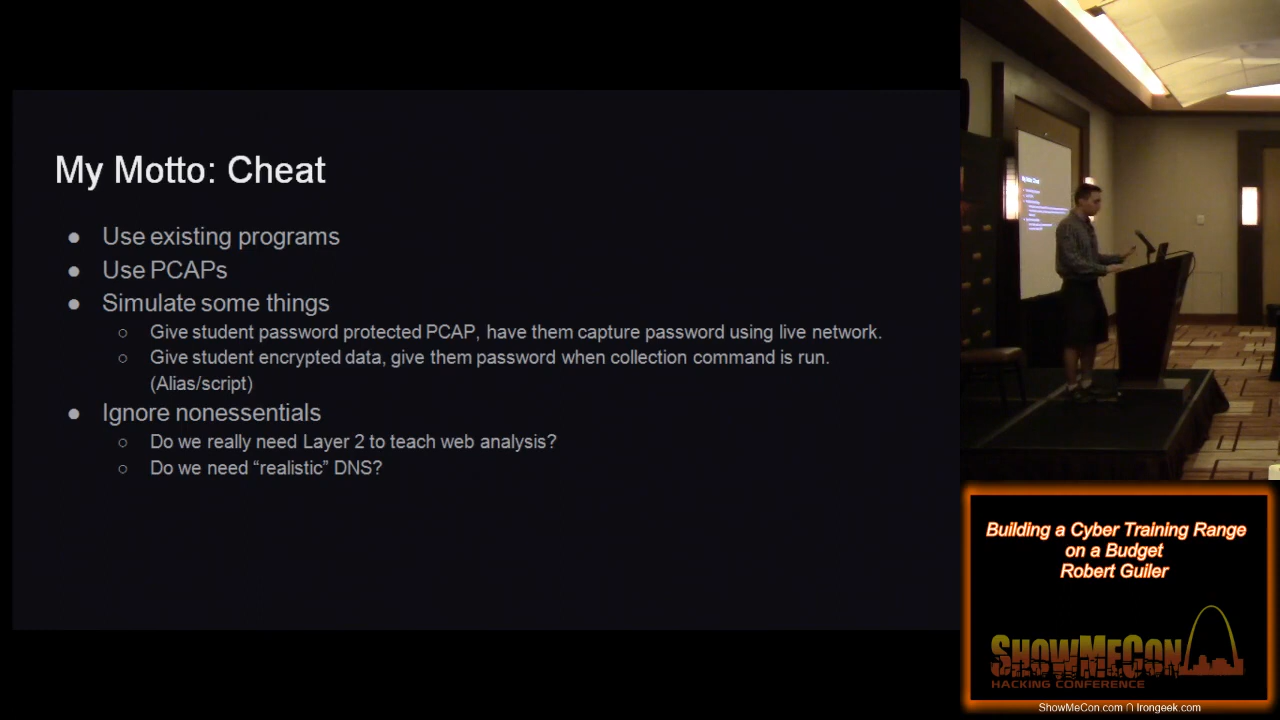 My Motto: Cheat
● Use existing programs
● Use PCAPs
● Simulate some things
○ Give student password protected PCAP, have them capture password using live network.
○ Give student encrypted data, give them password when collection command is run.
(Alias/script)
● Ignore nonessentials
○ Do we really need Layer 2 to teach web analysis?
○ Do we need “realistic” DNS?
My Motto: Cheat
Building a Cyber Training Range
on a Budget
Robert Guiler
SHOWMECON
HACKING CONFERENCE
ShowMeCon.com ∩ Irongeek.com